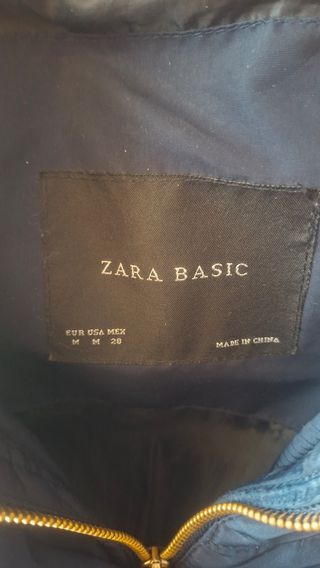 ZARA BASIC
EUR USA MEX
M M 28
MADE IN CHINA